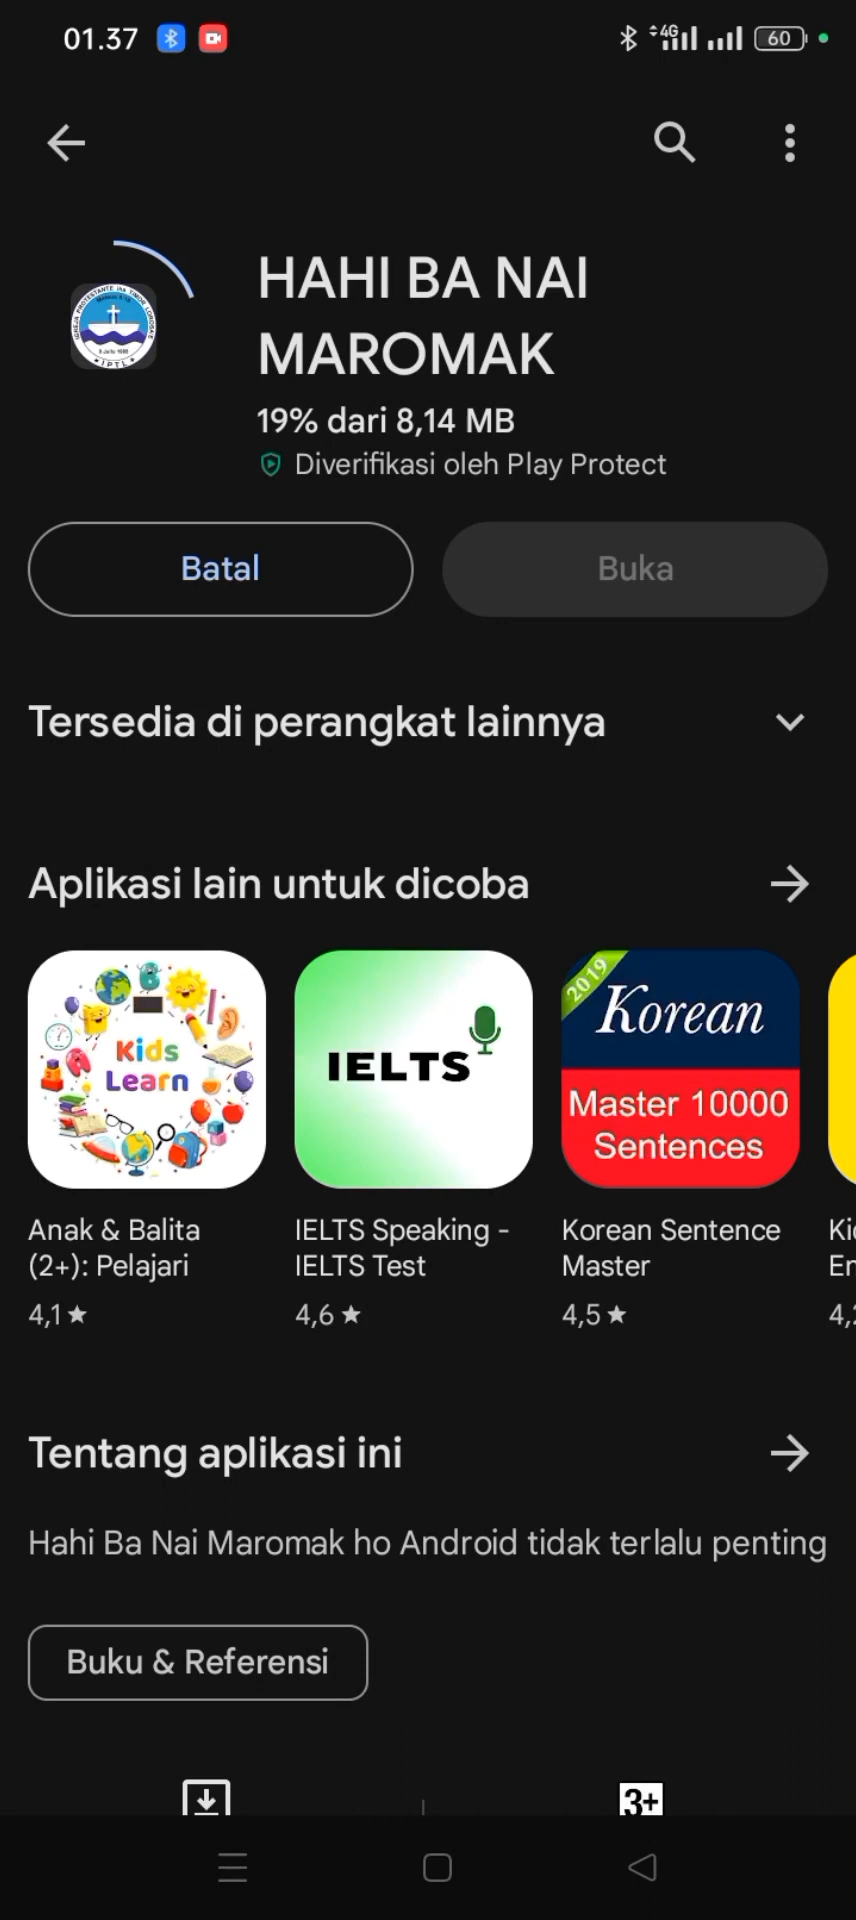 01.37
4G
60
HAHI BA NAI
MAROMAK
19% dari 8,14 MB
Diverifikasi oleh Play Protect
Batal
Buka
Tersedia di perangkat lainnya
Aplikasi lain untuk dicoba
Kids
Learn
IELTS
2019
Korean
Master 10000
Sentences
Anak & Balita
(2+): Pelajari
4,1 ★
IELTS Speaking -
IELTS Test
4,6 ★
Korean Sentence
Master
4,5 ★
Tentang aplikasi ini
Hahi Ba Nai Maromak ho Android tidak terlalu penting
Buku & Referensi
3+